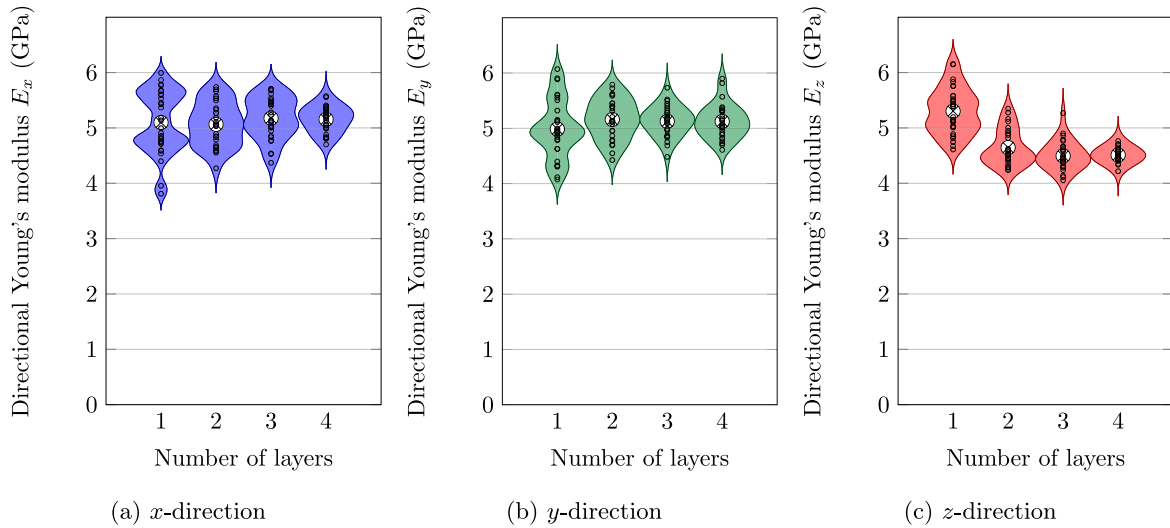 Directional Young's modulus E_x (GPa)
6
5
4
3
2
1
0
1 2 3 4
Number of layers
(a) x-direction
Directional Young's modulus E_y (GPa)
6
5
4
3
2
1
0
1 2 3 4
Number of layers
(b) y-direction
Directional Young's modulus E_z (GPa)
6
5
4
3
2
1
0
1 2 3 4
Number of layers
(c) z-direction